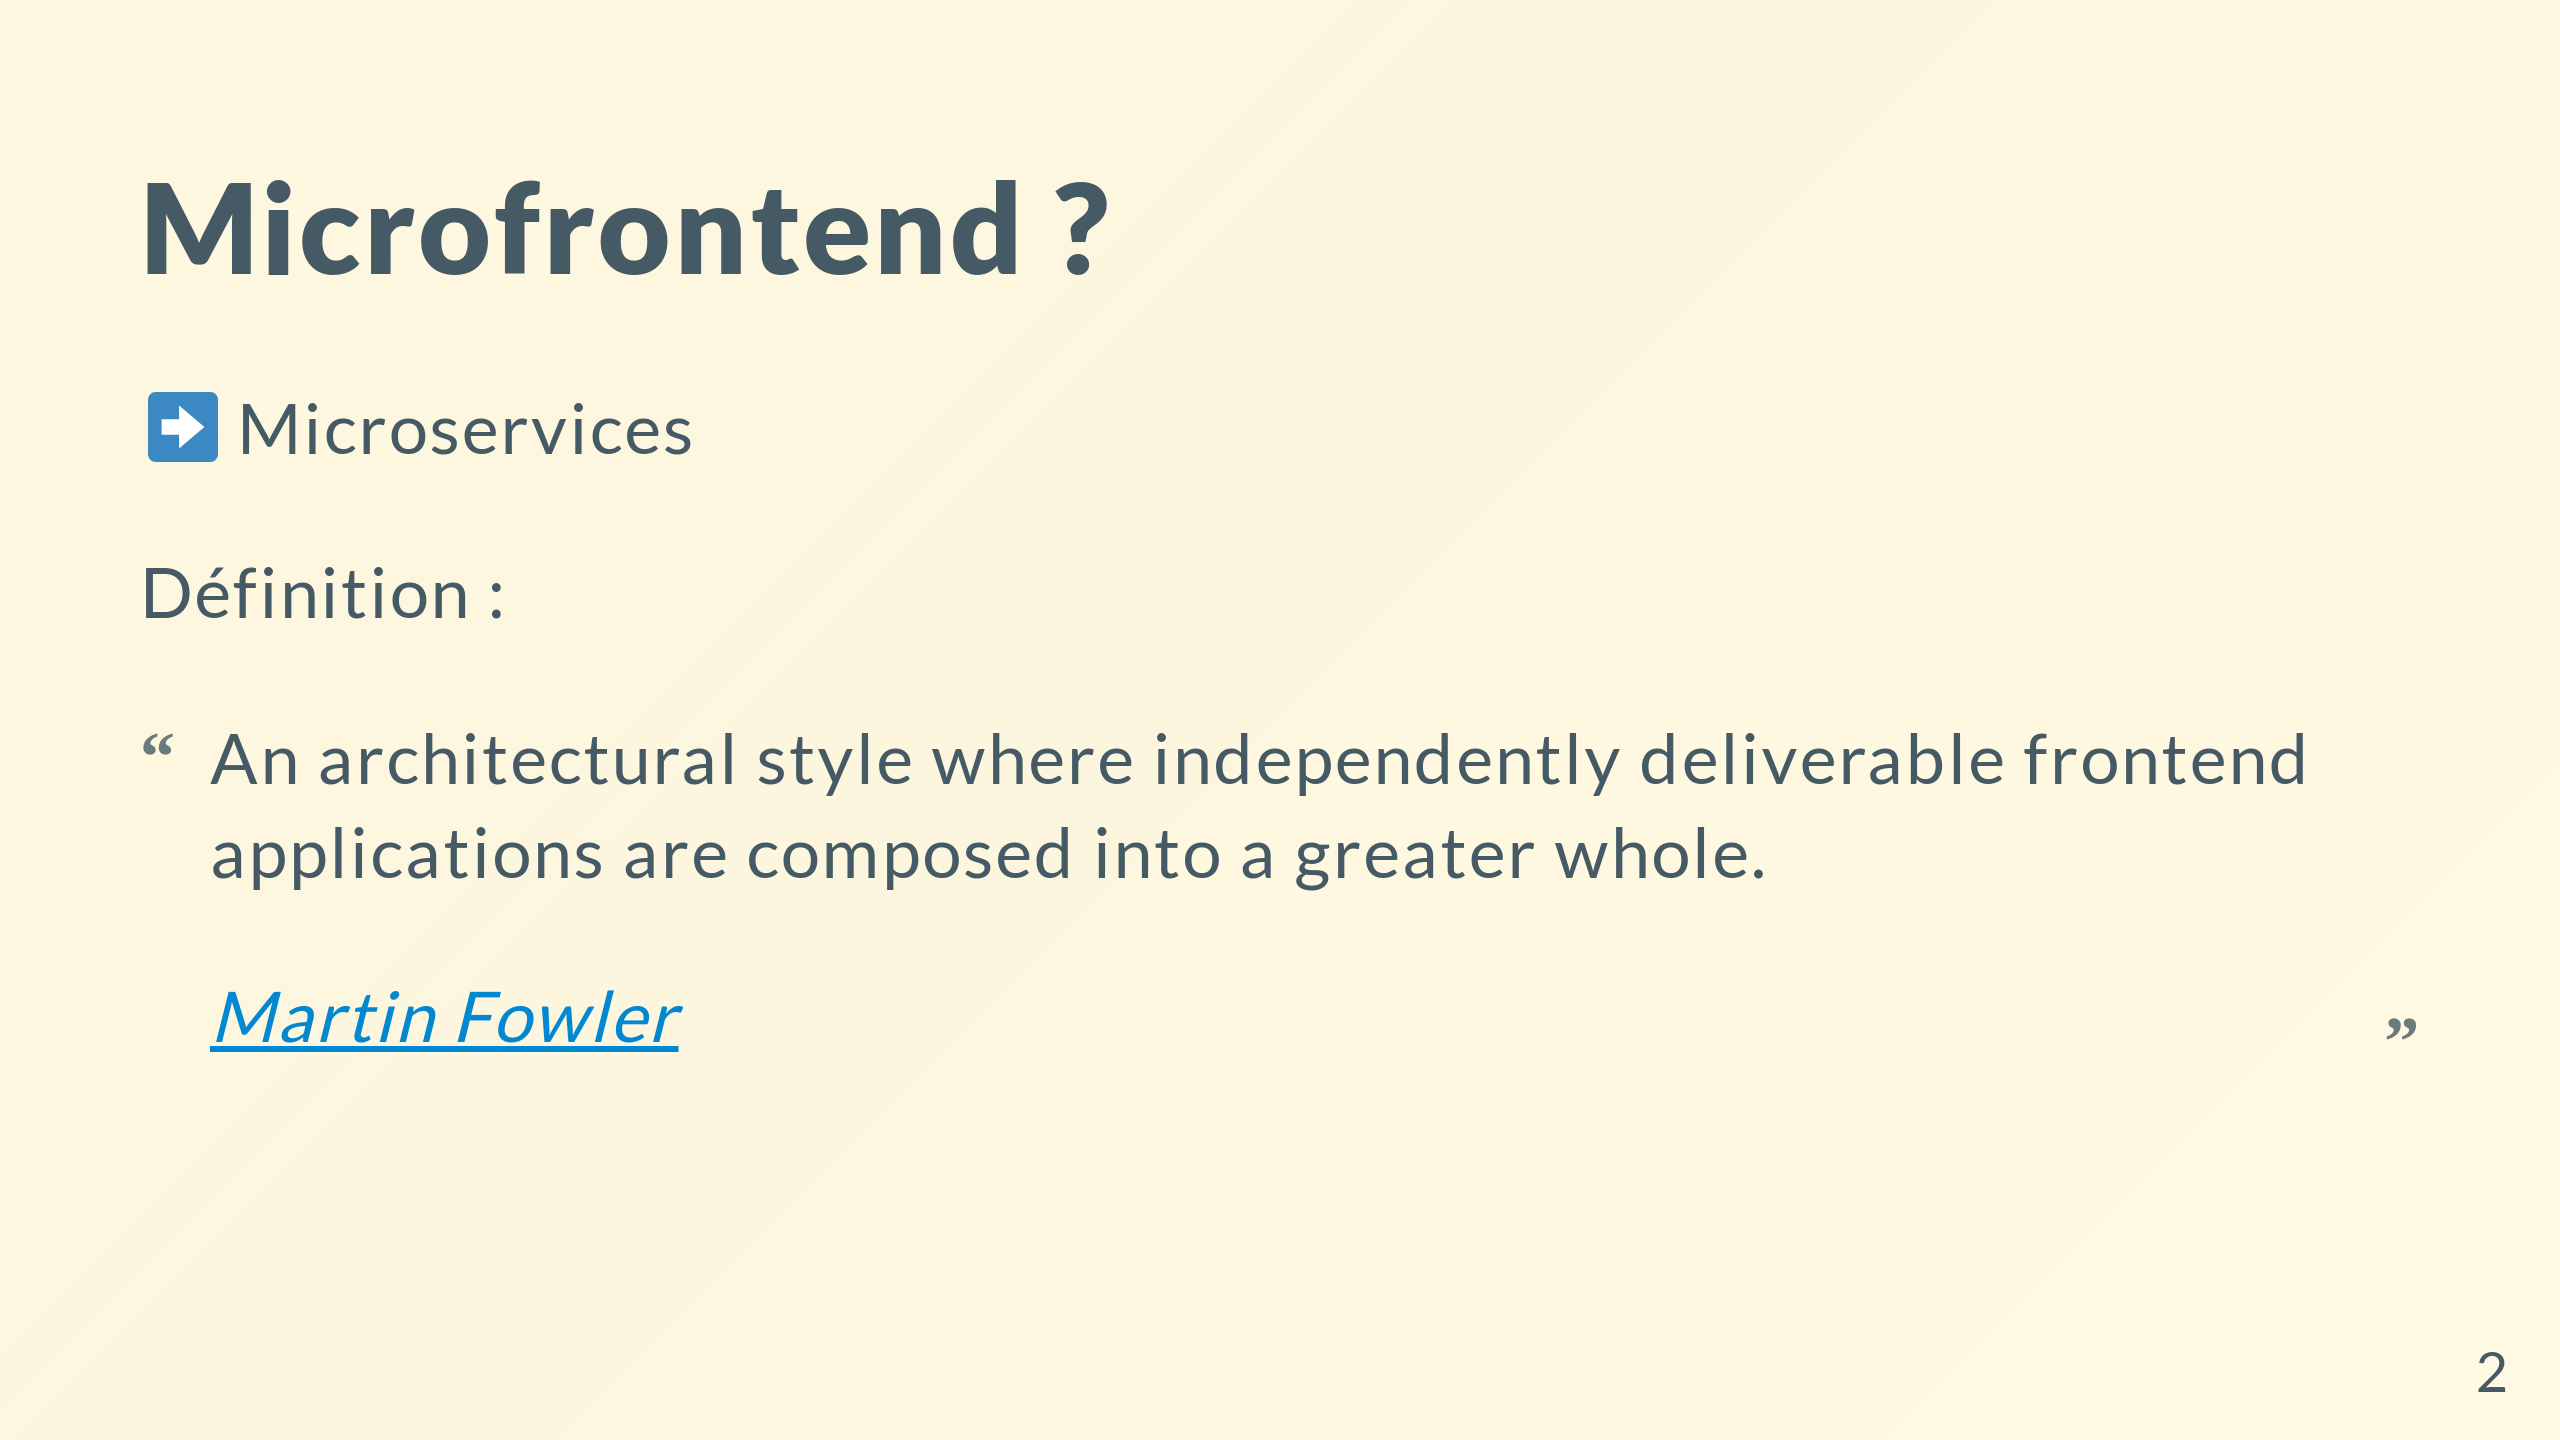 Microfrontend ?
➡️ Microservices
Définition :
“ An architectural style where independently deliverable frontend
applications are composed into a greater whole.
Martin Fowler ”
2